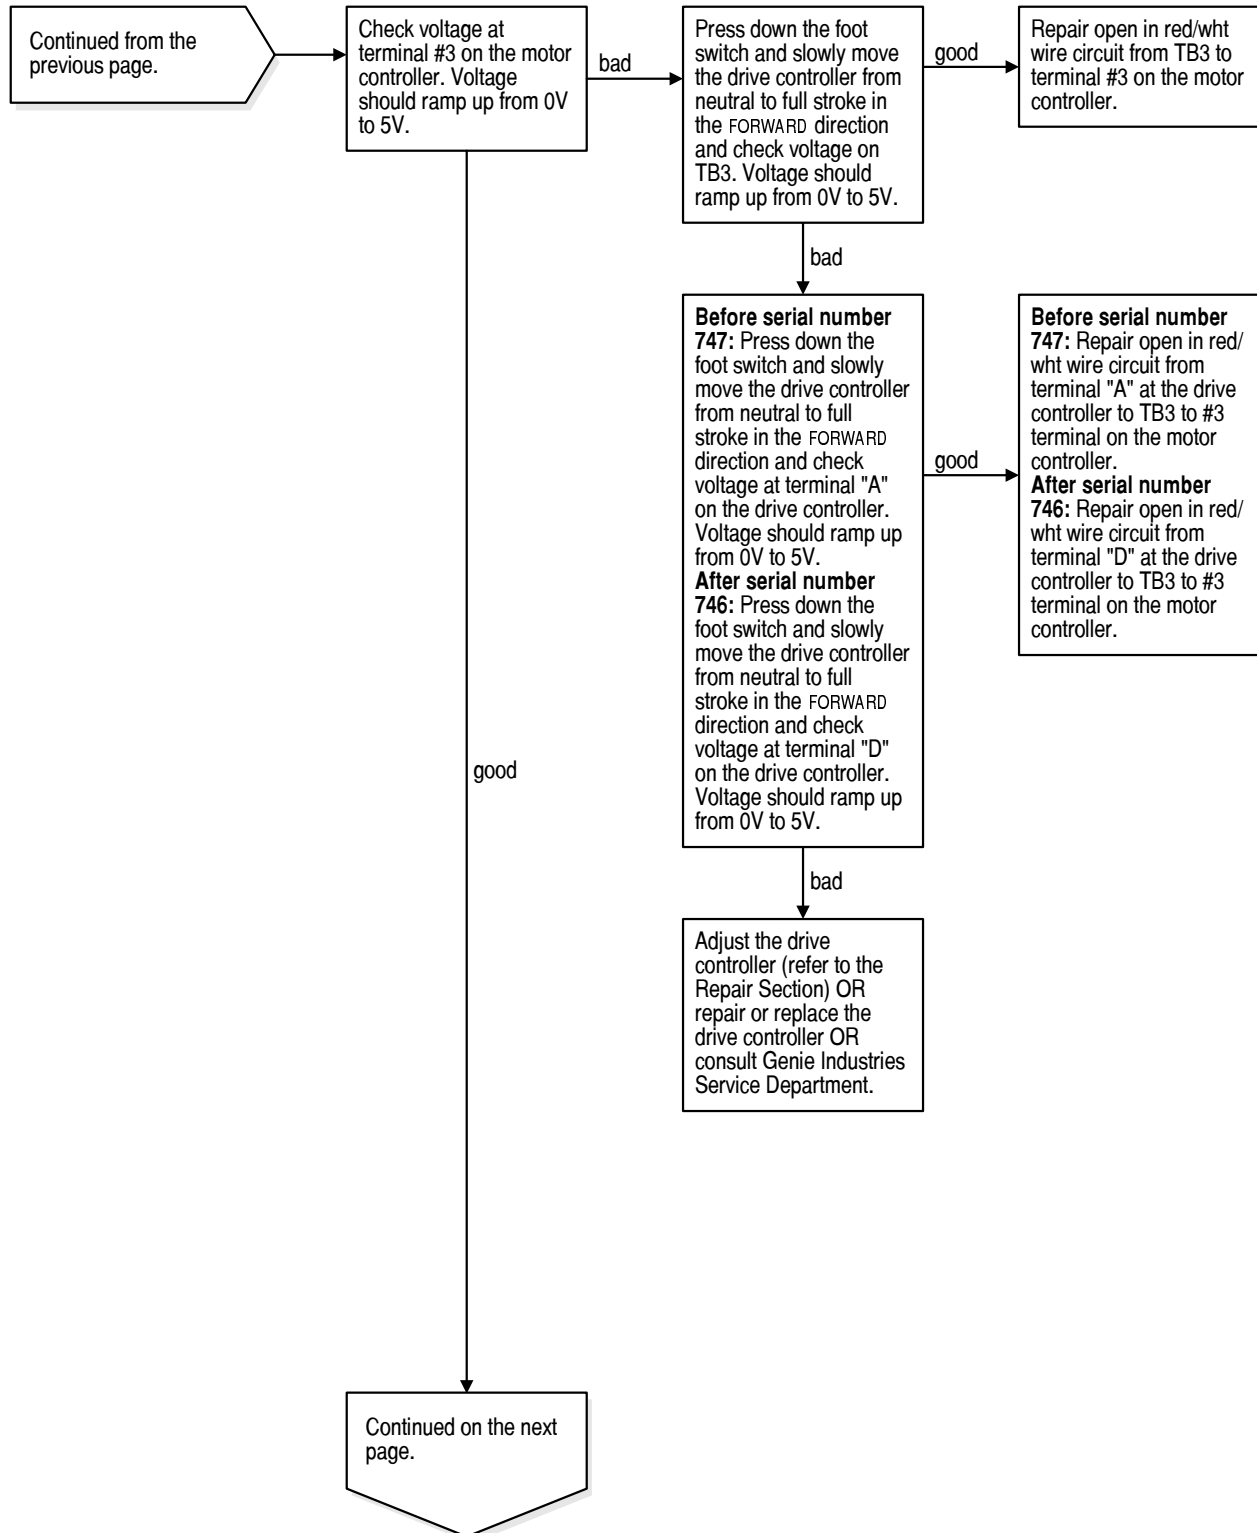 Continued from the
previous page.
Check voltage at
terminal #3 on the motor
controller. Voltage
should ramp up from 0V
to 5V.
bad
Press down the foot
switch and slowly move
the drive controller from
neutral to full stroke in
the FORWARD direction
and check voltage on
TB3. Voltage should
ramp up from 0V to 5V.
good
Repair open in red/wht
wire circuit from TB3 to
terminal #3 on the motor
controller.
bad
Before serial number
747: Press down the
foot switch and slowly
move the drive controller
from neutral to full
stroke in the FORWARD
direction and check
voltage at terminal "A"
on the drive controller.
Voltage should ramp up
from 0V to 5V.
After serial number
746: Press down the
foot switch and slowly
move the drive controller
from neutral to full
stroke in the FORWARD
direction and check
voltage at terminal "D"
on the drive controller.
Voltage should ramp up
from 0V to 5V.
good
Before serial number
747: Repair open in red/
wht wire circuit from
terminal "A" at the drive
controller to TB3 to #3
terminal on the motor
controller.
After serial number
746: Repair open in red/
wht wire circuit from
terminal "D" at the drive
controller to TB3 to #3
terminal on the motor
controller.
good
bad
Adjust the drive
controller (refer to the
Repair Section) OR
repair or replace the
drive controller OR
consult Genie Industries
Service Department.
Continued on the next
page.